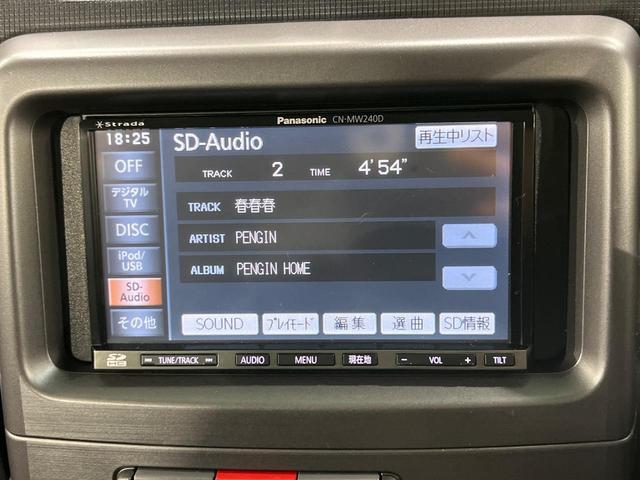 Strada
Panasonic CN-MW240D
18:25
SD-Audio
再生中リスト
OFF
TRACK 2 TIME 4'54"
デジタル
TV
TRACK 春春春
DISC
ARTIST PENGIN
iPod/
USB
ALBUM PENGIN HOME
SD-
Audio
その他
SOUND
プレイモード
編集
選曲
SD情報
SD
HC
TUNE/TRACK
AUDIO
MENU
現在地
− VOL +
TILT